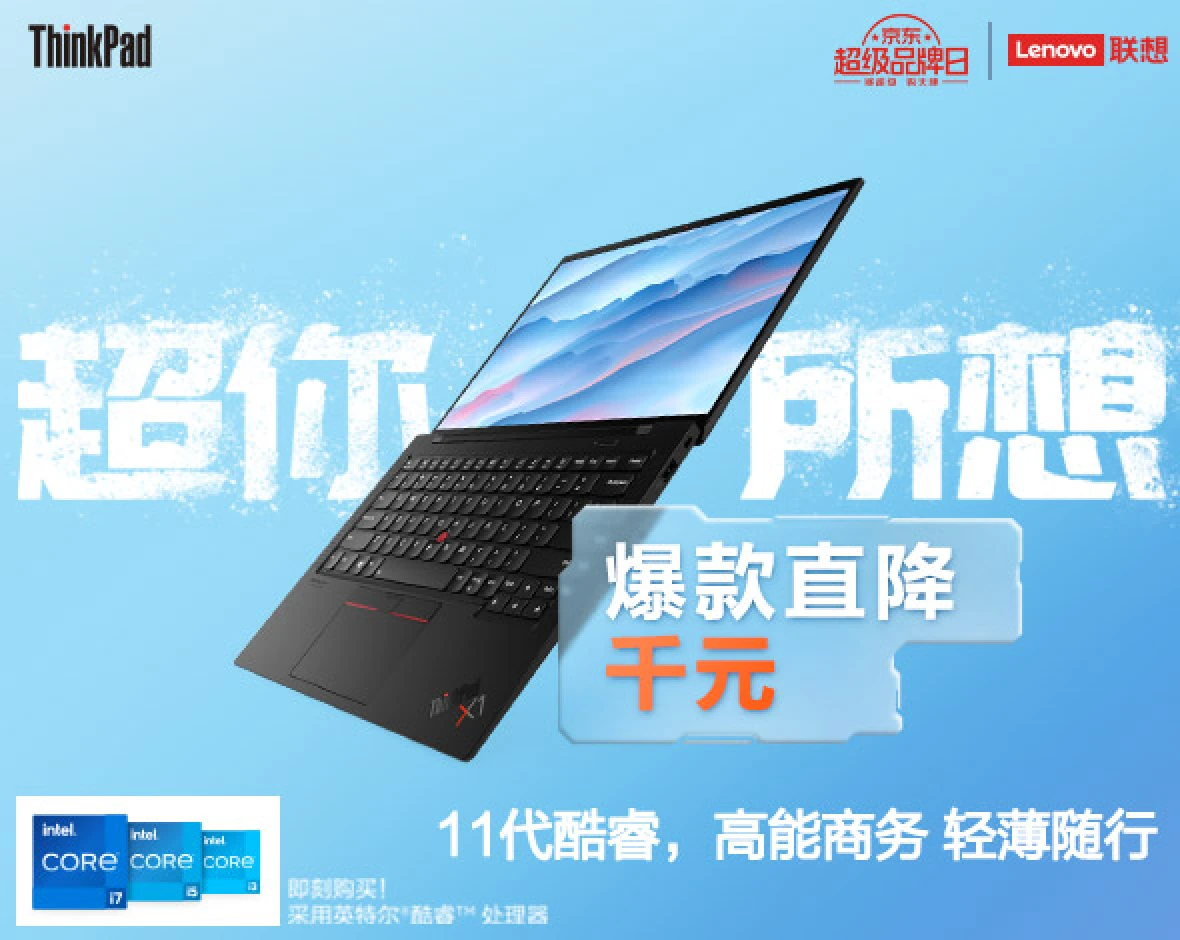 ThinkPad
京东
超级品牌日
Lenovo 联想
超你所想
爆款直降
千元
X1
11代酷睿，高能商务 轻薄随行
intel.
CORE
i7
intel.
CORE
i5
intel.
CORE
i3
即刻购买！
采用英特尔®酷睿™ 处理器